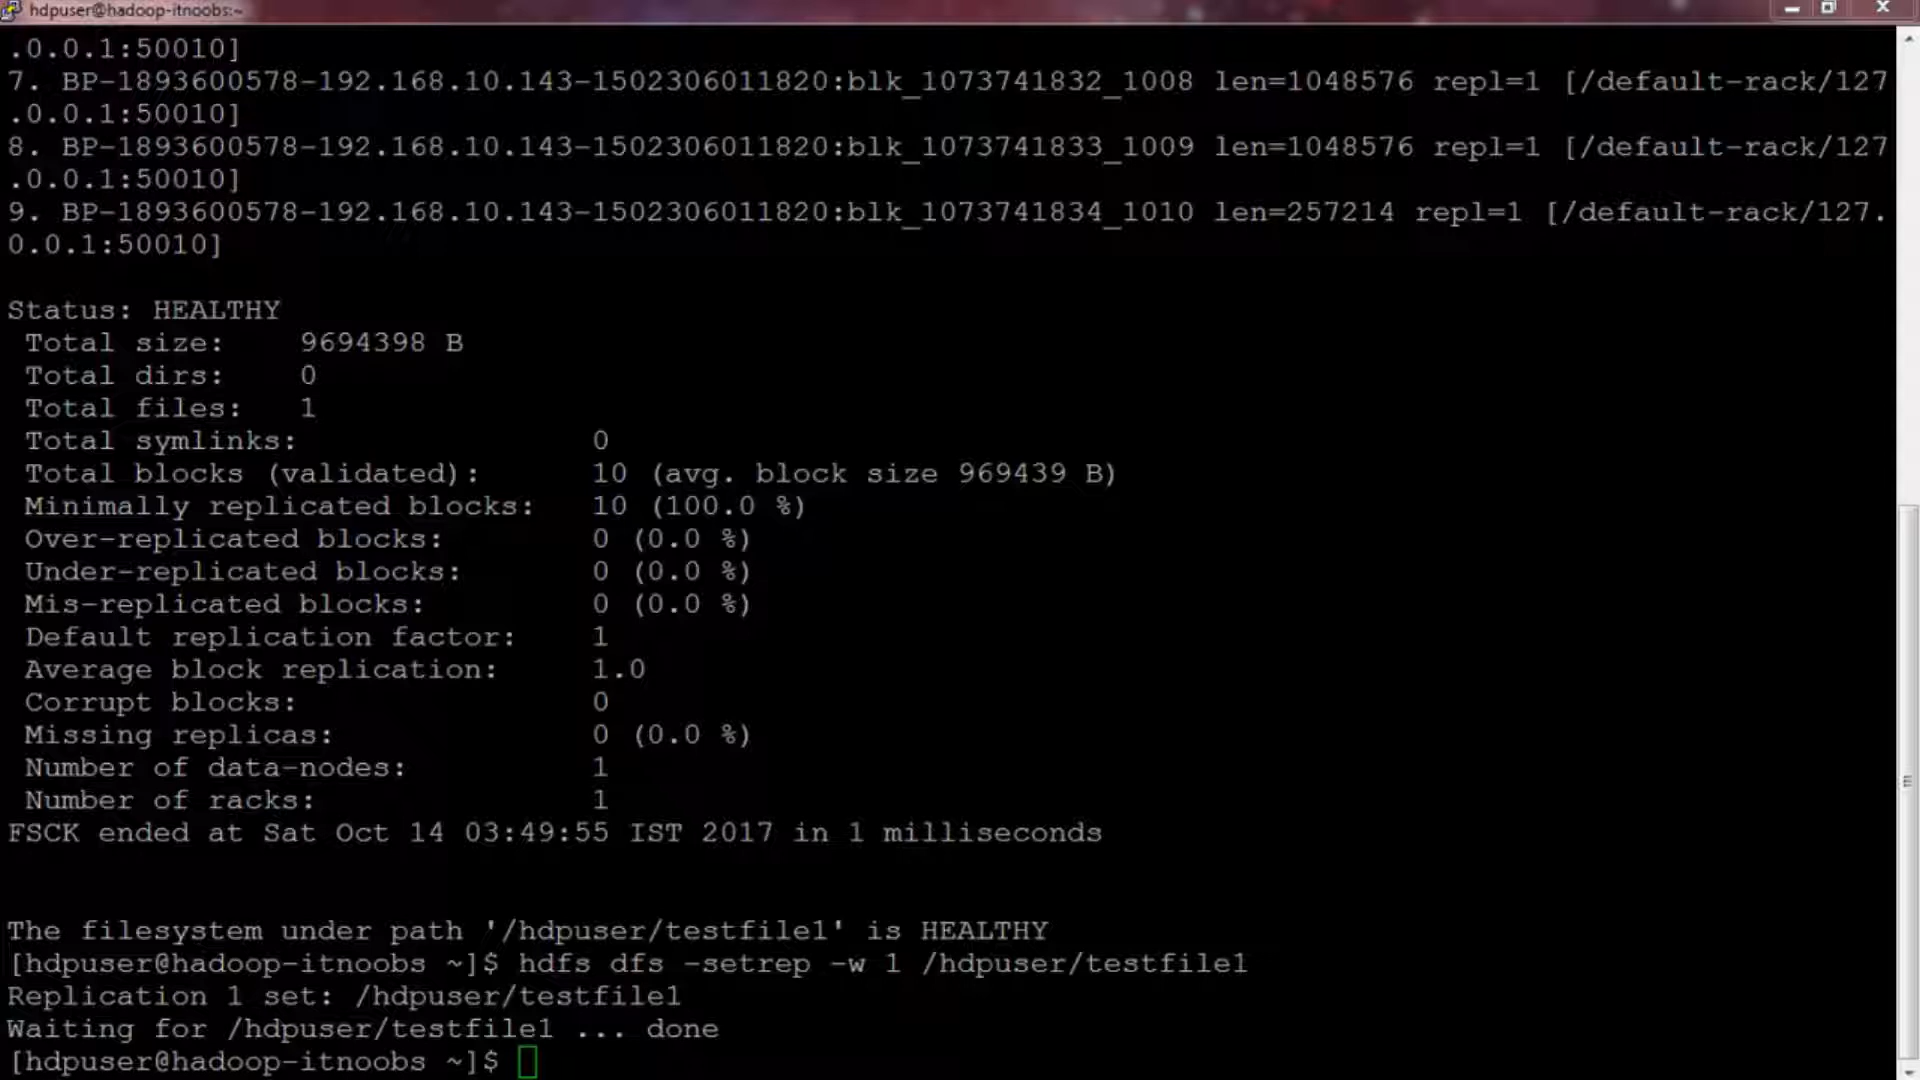 hdpuser@hadoop-itnoobs:~
.0.0.1:50010]
7. BP-1893600578-192.168.10.143-1502306011820:blk_1073741832_1008 len=1048576 repl=1 [/default-rack/127
.0.0.1:50010]
8. BP-1893600578-192.168.10.143-1502306011820:blk_1073741833_1009 len=1048576 repl=1 [/default-rack/127
.0.0.1:50010]
9. BP-1893600578-192.168.10.143-1502306011820:blk_1073741834_1010 len=257214 repl=1 [/default-rack/127.
0.0.1:50010]
Status: HEALTHY
Total size: 9694398 B
Total dirs: 0
Total files: 1
Total symlinks: 0
Total blocks (validated): 10 (avg. block size 969439 B)
Minimally replicated blocks: 10 (100.0 %)
Over-replicated blocks: 0 (0.0 %)
Under-replicated blocks: 0 (0.0 %)
Mis-replicated blocks: 0 (0.0 %)
Default replication factor: 1
Average block replication: 1.0
Corrupt blocks: 0
Missing replicas: 0 (0.0 %)
Number of data-nodes: 1
Number of racks: 1
FSCK ended at Sat Oct 14 03:49:55 IST 2017 in 1 milliseconds
The filesystem under path '/hdpuser/testfile1' is HEALTHY
[hdpuser@hadoop-itnoobs ~]$ hdfs dfs -setrep -w 1 /hdpuser/testfile1
Replication 1 set: /hdpuser/testfile1
Waiting for /hdpuser/testfile1 ... done
[hdpuser@hadoop-itnoobs ~]$